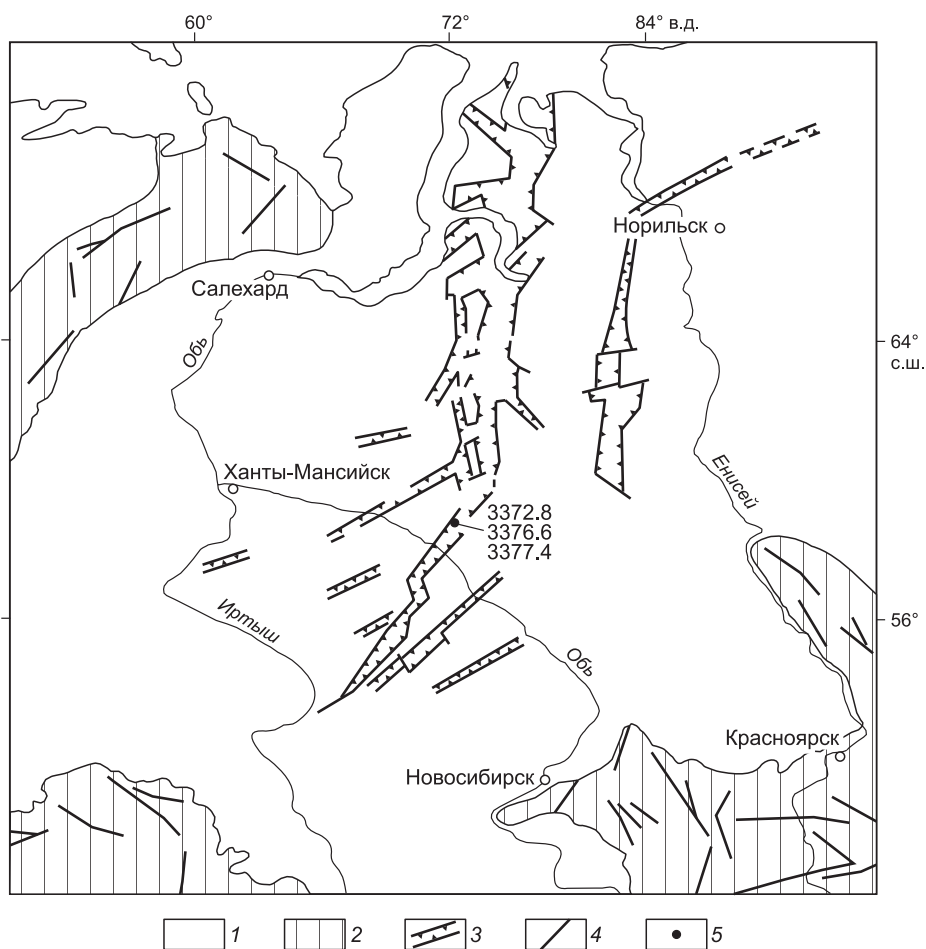 60°
72°
84° в.д.
Норильск
Салехард
Обь
64°
с.ш.
Ханты-Мансийск
Енисей
3372.8
3376.6
3377.4
Иртыш
56°
Обь
Красноярск
Новосибирск
1
2
3
4
5